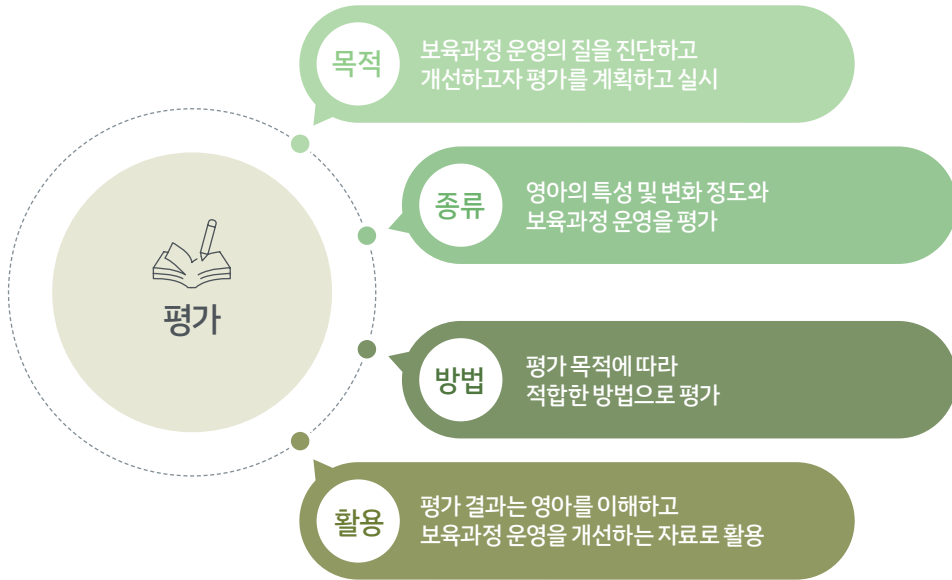 평가
목적
보육과정 운영의 질을 진단하고
개선하고자 평가를 계획하고 실시
종류
영아의 특성 및 변화 정도와
보육과정 운영을 평가
방법
평가 목적에 따라
적합한 방법으로 평가
활용
평가 결과는 영아를 이해하고
보육과정 운영을 개선하는 자료로 활용